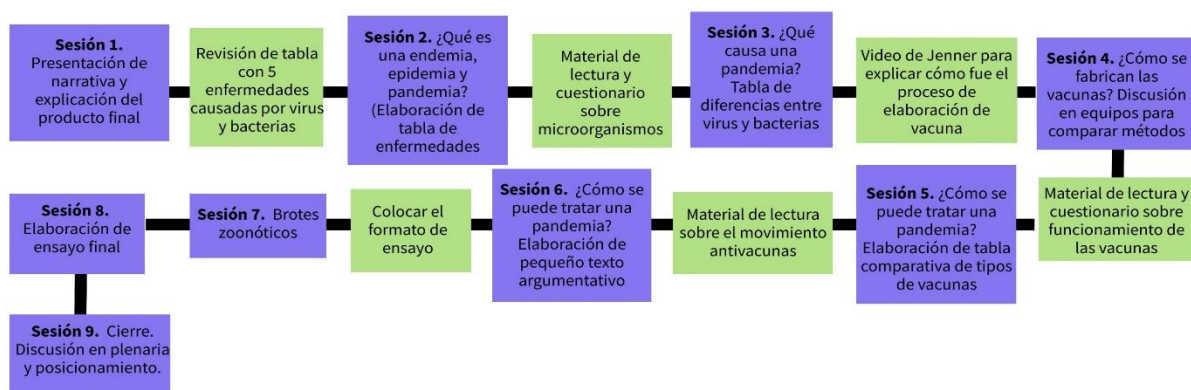 Sesión 1.
Presentación de
narrativa y
explicación del
producto final
Revisión de tabla
con 5
enfermedades
causadas por virus
y bacterias
Sesión 2. ¿Qué es
una endemia,
epidemia y
pandemia?
(Elaboración de
tabla de
enfermedades
Material de
lectura y
cuestionario
sobre
microorganismos
Sesión 3. ¿Qué
causa una
pandemia?
Tabla de
diferencias entre
virus y bacterias
Video de Jenner para
explicar cómo fue el
proceso de
elaboración de
vacuna
Sesión 4. ¿Cómo se
fabrican las
vacunas? Discusión
en equipos para
comparar métodos
Material de lectura y
cuestionario sobre
funcionamiento de
las vacunas
Sesión 5. ¿Cómo se
puede tratar una
pandemia?
Elaboración de tabla
comparativa de tipos
de vacunas
Material de lectura
sobre el movimiento
antivacunas
Sesión 6. ¿Cómo se
puede tratar una
pandemia?
Elaboración de
pequeño texto
argumentativo
Colocar el
formato de
ensayo
Sesión 7. Brotes
zoonóticos
Sesión 8.
Elaboración de
ensayo final
Sesión 9. Cierre.
Discusión en plenaria
y posicionamiento.